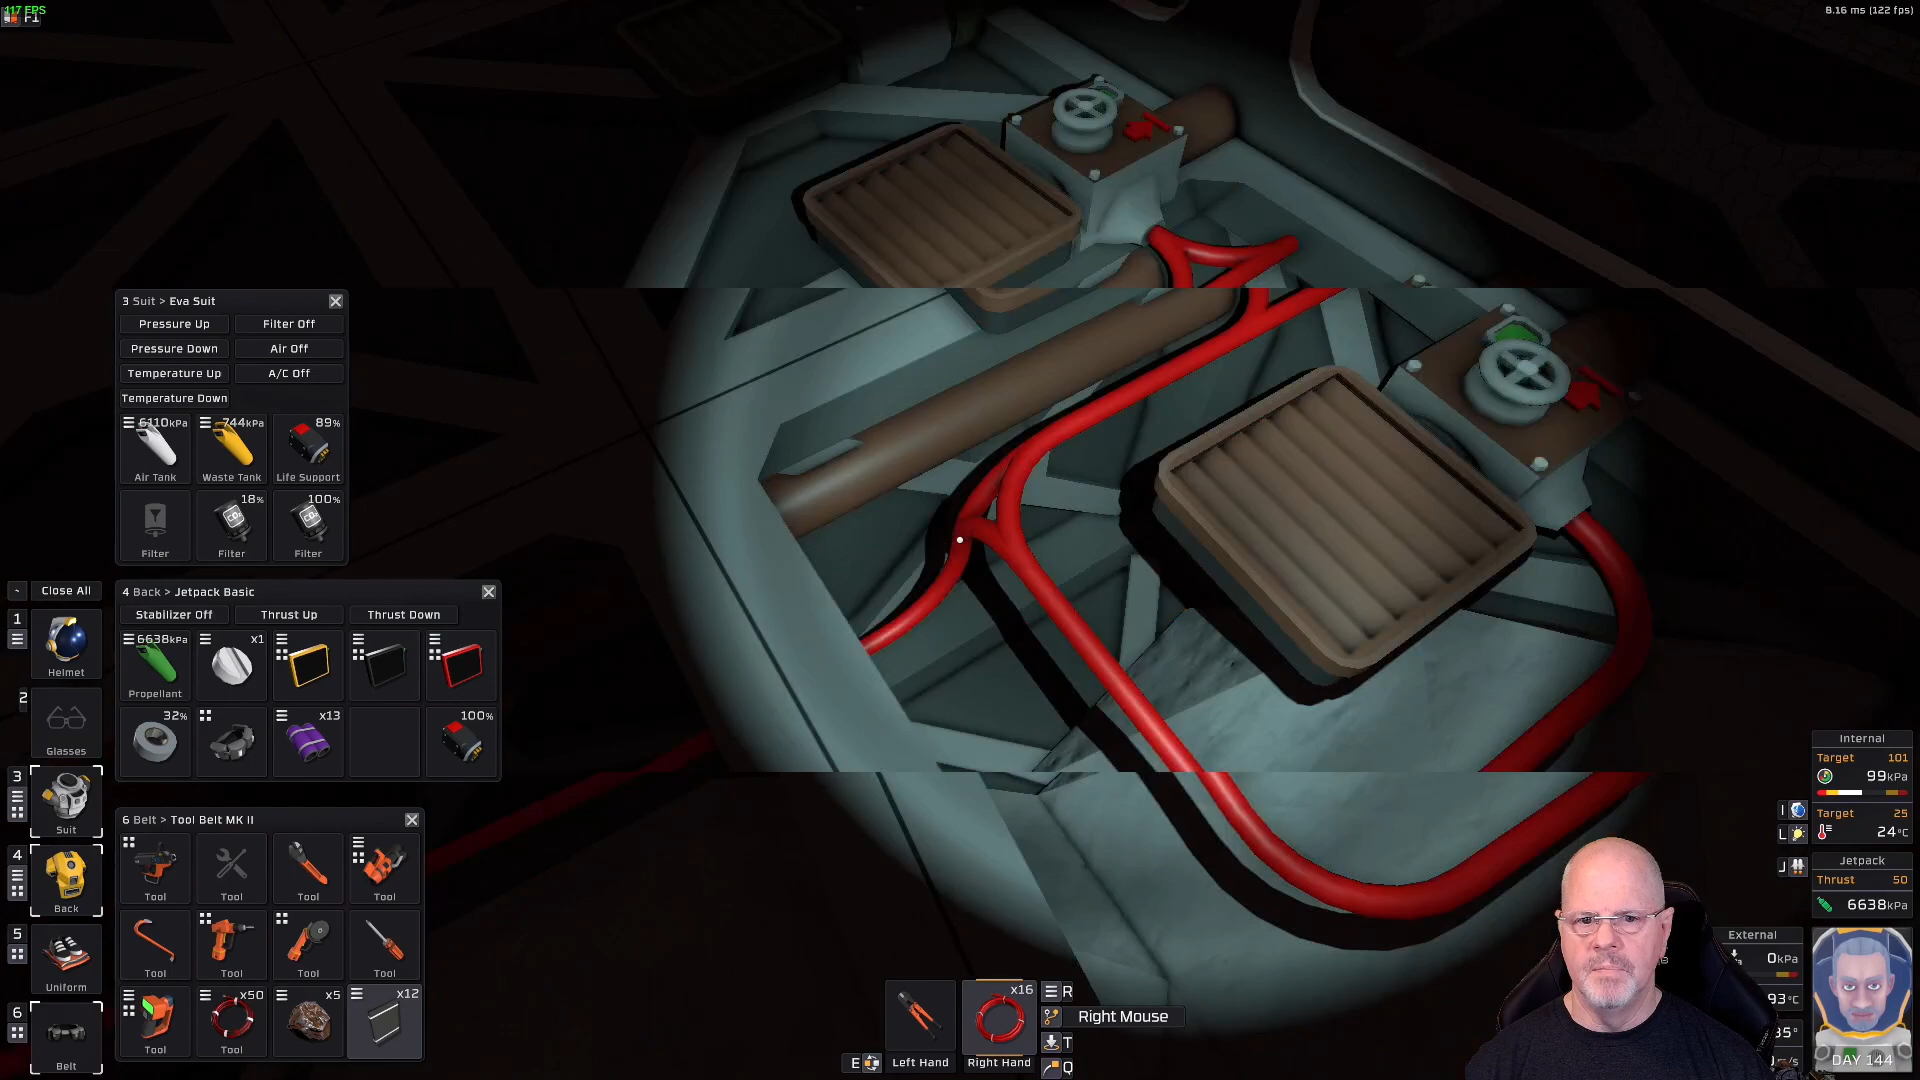 117 FPS
F1
8.16 ms (122 fps)
3 Suit > Eva Suit
Pressure Up
Filter Off
Pressure Down
Air Off
Temperature Up
A/C Off
Temperature Down
6110kPa
744kPa
89%
Air Tank
Waste Tank
Life Support
18%
100%
Filter
Filter
Filter
~
Close All
4 Back > Jetpack Basic
Stabilizer Off
Thrust Up
Thrust Down
6638kPa
x1
Propellant
32%
x13
100%
1
Helmet
2
Glasses
3
Suit
4
Back
5
Uniform
6
Belt
6 Belt > Tool Belt MK II
Tool
Tool
Tool
Tool
Tool
Tool
Tool
Tool
x50
x5
x12
Tool
Tool
x16
R
Right Mouse
T
E
Left Hand
Right Hand
Q
Internal
Target 101
99kPa
I
Target 25
L
24°C
Jetpack
J
Thrust 50
6638kPa
External
0kPa
93°C
35°
DAY 144